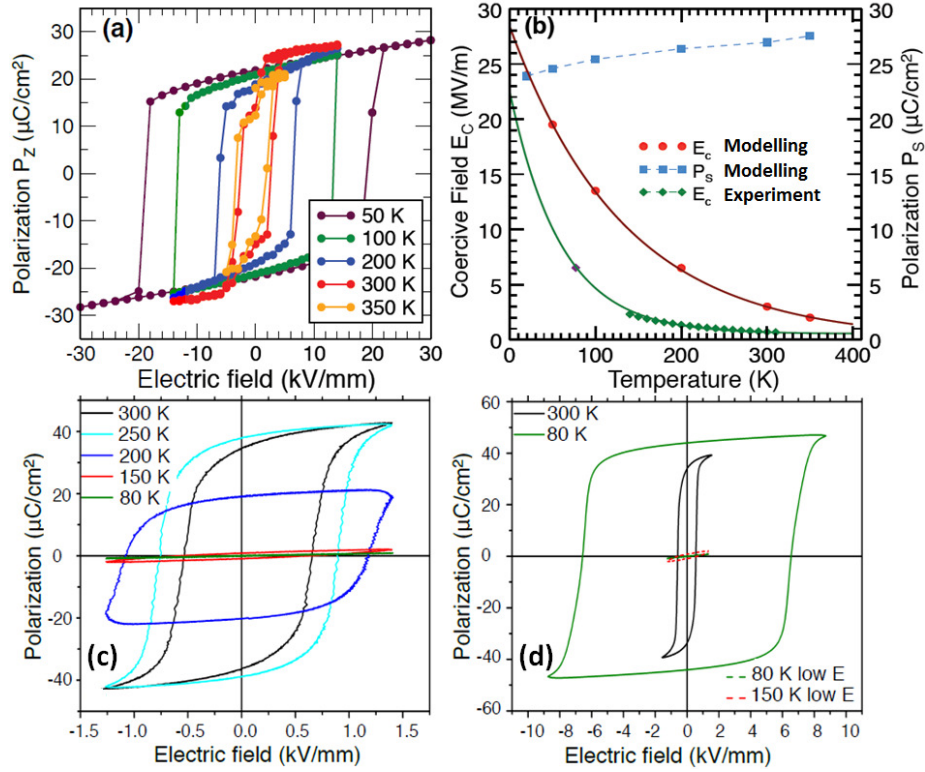 (a)
Polarization P_Z (µC/cm²)
30
20
10
0
-10
-20
-30
50 K
100 K
200 K
300 K
350 K
-30 -20 -10 0 10 20 30
Electric field (kV/mm)
(b)
Coercive Field E_C (MV/m)
30
25
20
15
10
5
0
E_c Modelling
P_S Modelling
E_c Experiment
0 100 200 300 400
Temperature (K)
30
25
20
15
10
5
0
Polarization P_S (µC/cm²)
300 K
250 K
200 K
150 K
80 K
Polarization (µC/cm²)
40
20
0
-20
-40
(c)
-1.5 -1.0 -0.5 0.0 0.5 1.0 1.5
Electric field (kV/mm)
300 K
80 K
Polarization (µC/cm²)
60
40
20
0
-20
-40
-60
(d)
80 K low E
150 K low E
-10 -8 -6 -4 -2 0 2 4 6 8 10
Electric field (kV/mm)